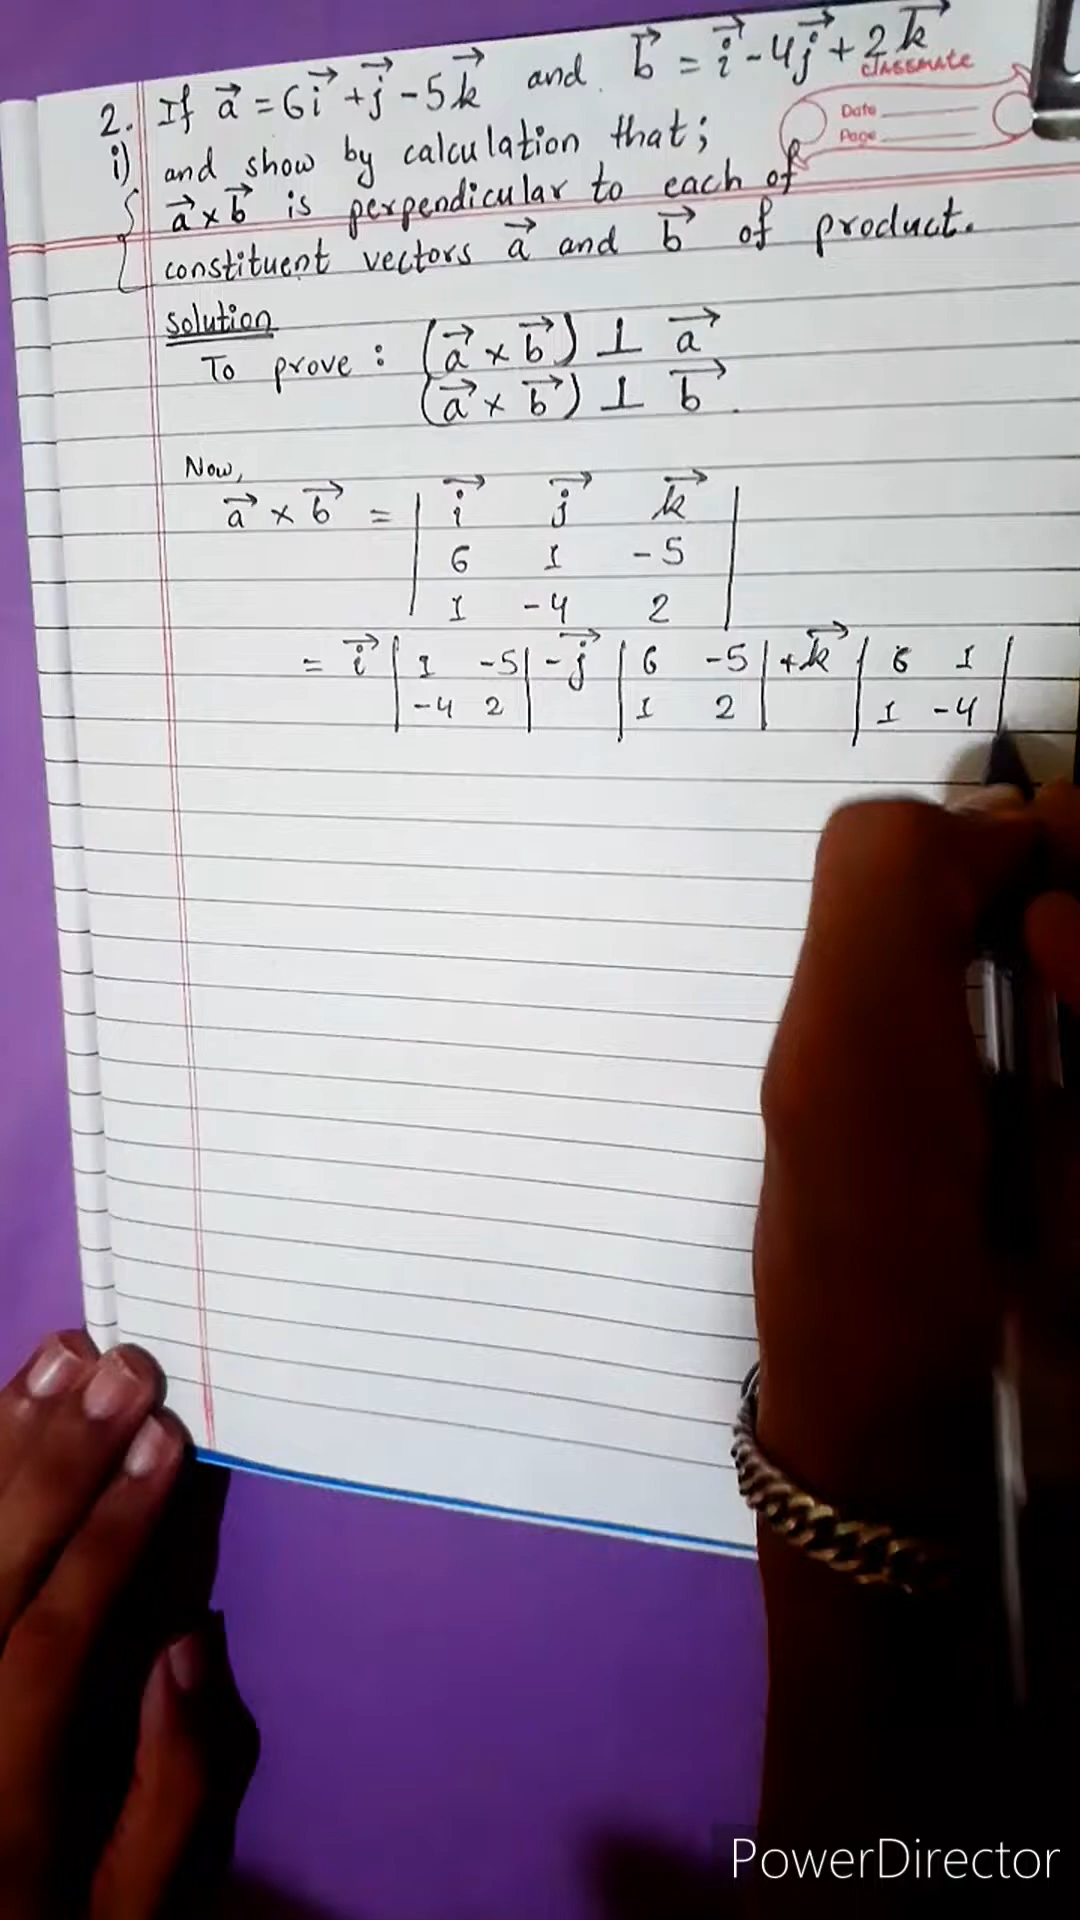 2. If a⃗ = 6i⃗ + j⃗ - 5k⃗ and b⃗ = i⃗ - 4j⃗ + 2k⃗
classmate
Date
Page
i) and show by calculation that;
a⃗ × b⃗ is perpendicular to each of
constituent vectors a⃗ and b⃗ of product.
solution
To prove : (a⃗ × b⃗) ⊥ a⃗
(a⃗ × b⃗) ⊥ b⃗.
Now,
a⃗ × b⃗ = | i⃗ j⃗ k⃗ |
6 1 -5
1 -4 2
= i⃗ | 1 -5 | - j⃗ | 6 -5 | + k⃗ | 6 1 |
-4 2 | 1 2 | 1 -4
PowerDirector